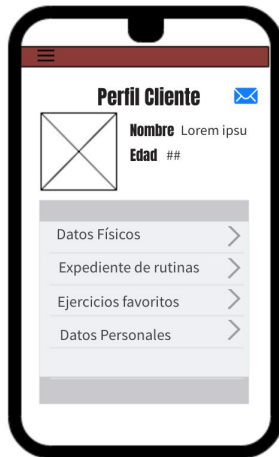 Perfil Cliente
Nombre Lorem ipsu
Edad ##
Datos Físicos
Expediente de rutinas
Ejercicios favoritos
Datos Personales